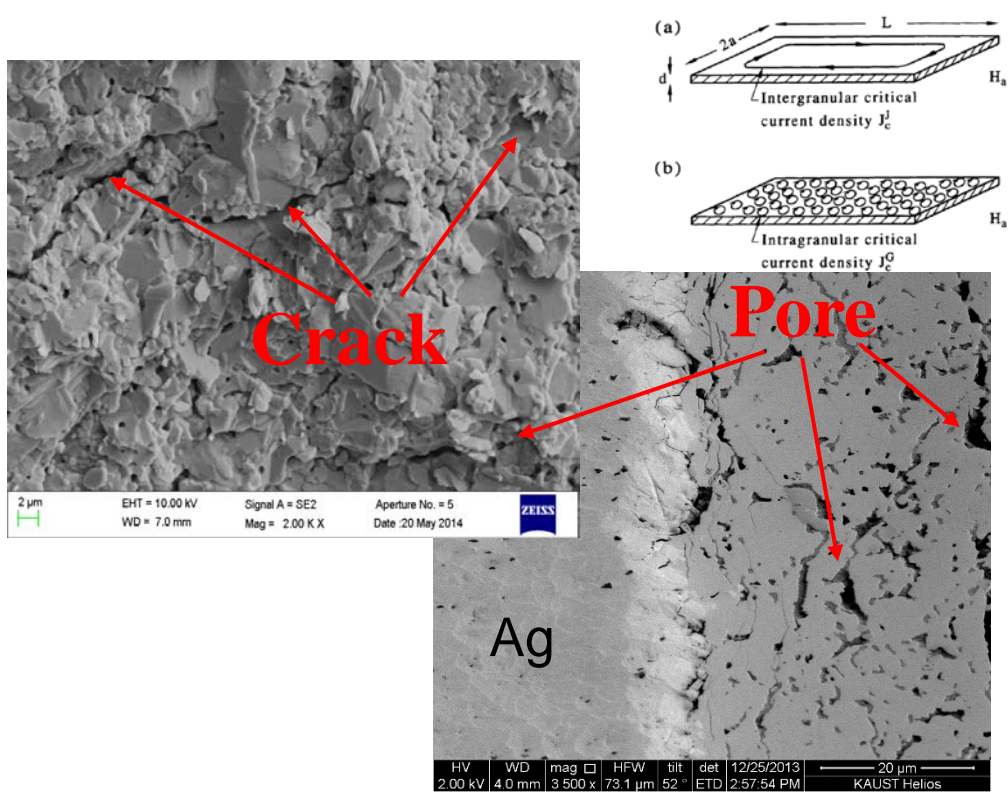 (a)
L
2a
d
Hₐ
Intergranular critical
current density J_c^J
(b)
Hₐ
Intragranular critical
current density J_c^G
Crack
Pore
2 µm
EHT = 10.00 kV
WD = 7.0 mm
Signal A = SE2
Mag = 2.00 K X
Aperture No. = 5
Date :20 May 2014
ZEISS
Ag
HV WD mag □ HFW tilt det 12/25/2013 20 µm
2.00 kV 4.0 mm 3 500 x 73.1 µm 52 ° ETD 2:57:54 PM KAUST Helios